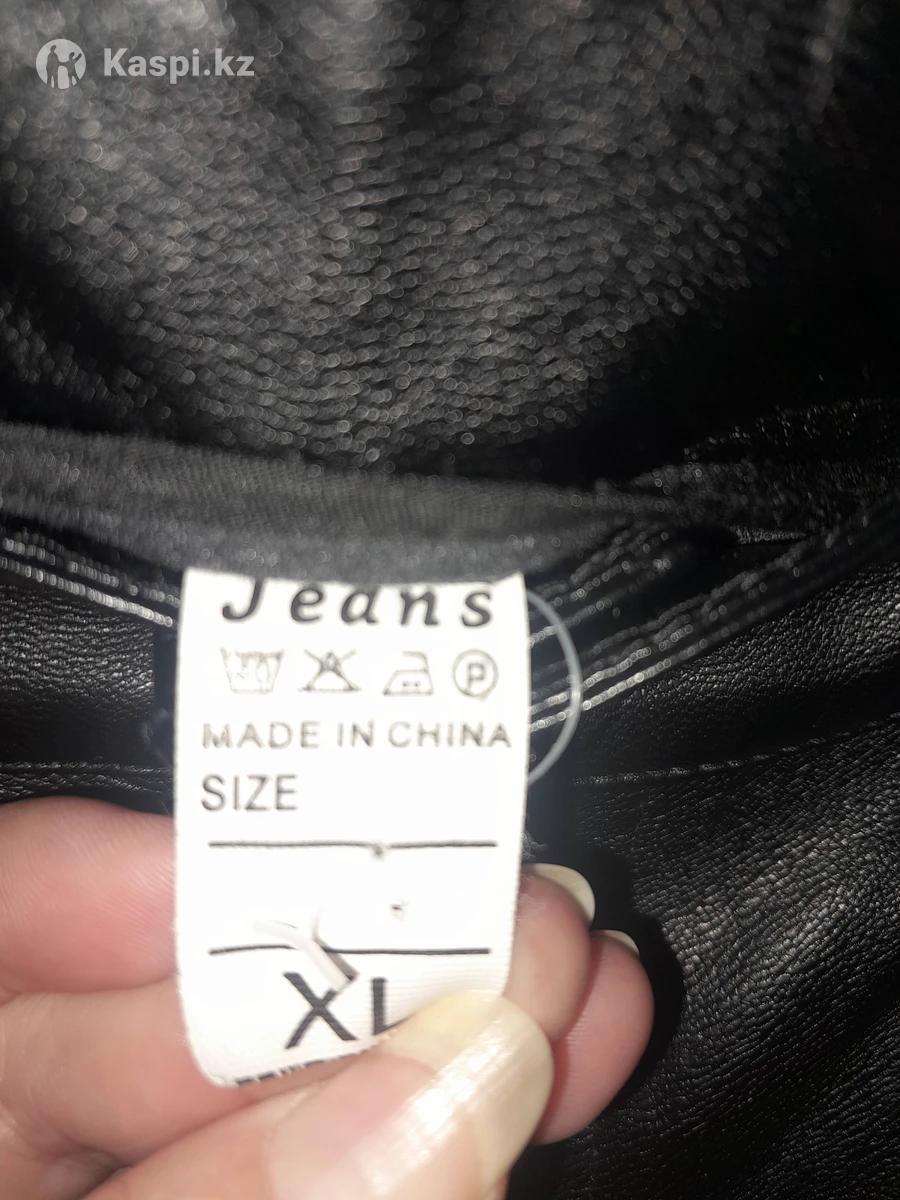 Kaspi.kz
Jeans
MADE IN CHINA
SIZE
XL